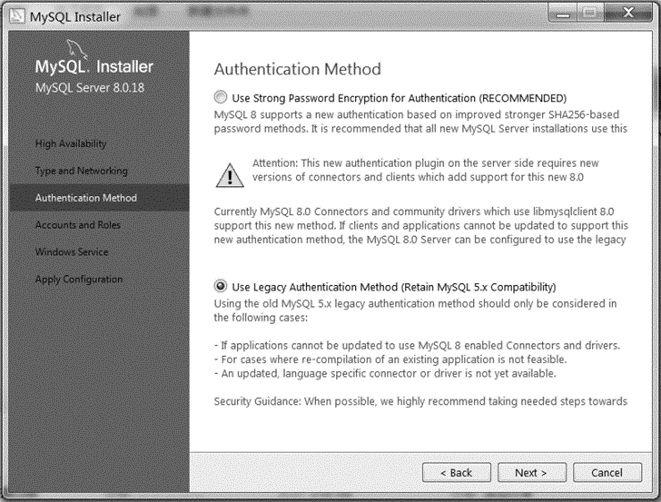 MySQL Installer
MySQL. Installer
MySQL Server 8.0.18
High Availability
Type and Networking
Authentication Method
Accounts and Roles
Windows Service
Apply Configuration
Authentication Method
Use Strong Password Encryption for Authentication (RECOMMENDED)
MySQL 8 supports a new authentication based on improved stronger SHA256-based
password methods. It is recommended that all new MySQL Server installations use this
Attention: This new authentication plugin on the server side requires new
versions of connectors and clients which add support for this new 8.0
Currently MySQL 8.0 Connectors and community drivers which use libmysqlclient 8.0
support this new method. If clients and applications cannot be updated to support this
new authentication method, the MySQL 8.0 Server can be configured to use the legacy
Use Legacy Authentication Method (Retain MySQL 5.x Compatibility)
Using the old MySQL 5.x legacy authentication method should only be considered in
the following cases:
- If applications cannot be updated to use MySQL 8 enabled Connectors and drivers.
- For cases where re-compilation of an existing application is not feasible.
- An updated, language specific connector or driver is not yet available.
Security Guidance: When possible, we highly recommend taking needed steps towards
< Back
Next >
Cancel